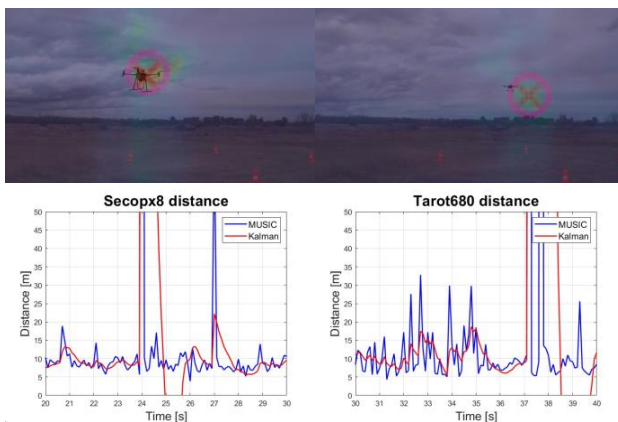 Secopx8 distance
50
45
40
35
30
25
20
15
10
5
0
Distance [m]
MUSIC
Kalman
20 21 22 23 24 25 26 27 28 29 30
Time [s]
Tarot680 distance
50
45
40
35
30
25
20
15
10
5
0
Distance [m]
MUSIC
Kalman
30 31 32 33 34 35 36 37 38 39 40
Time [s]